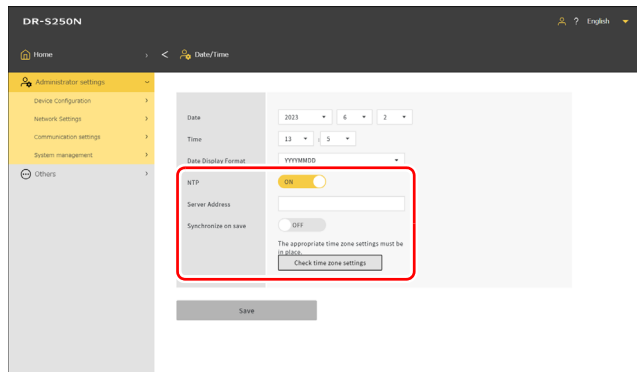 DR-S250N
? English
Home
< Date/Time
Administrator settings
Device Configuration
Network Settings
Communication settings
System management
Others
Date 2023 6 2
Time 13 : 5
Date Display Format YYYYMMDD
NTP ON
Server Address
Synchronize on save OFF
The appropriate time zone settings must be
in place.
Check time zone settings
Save